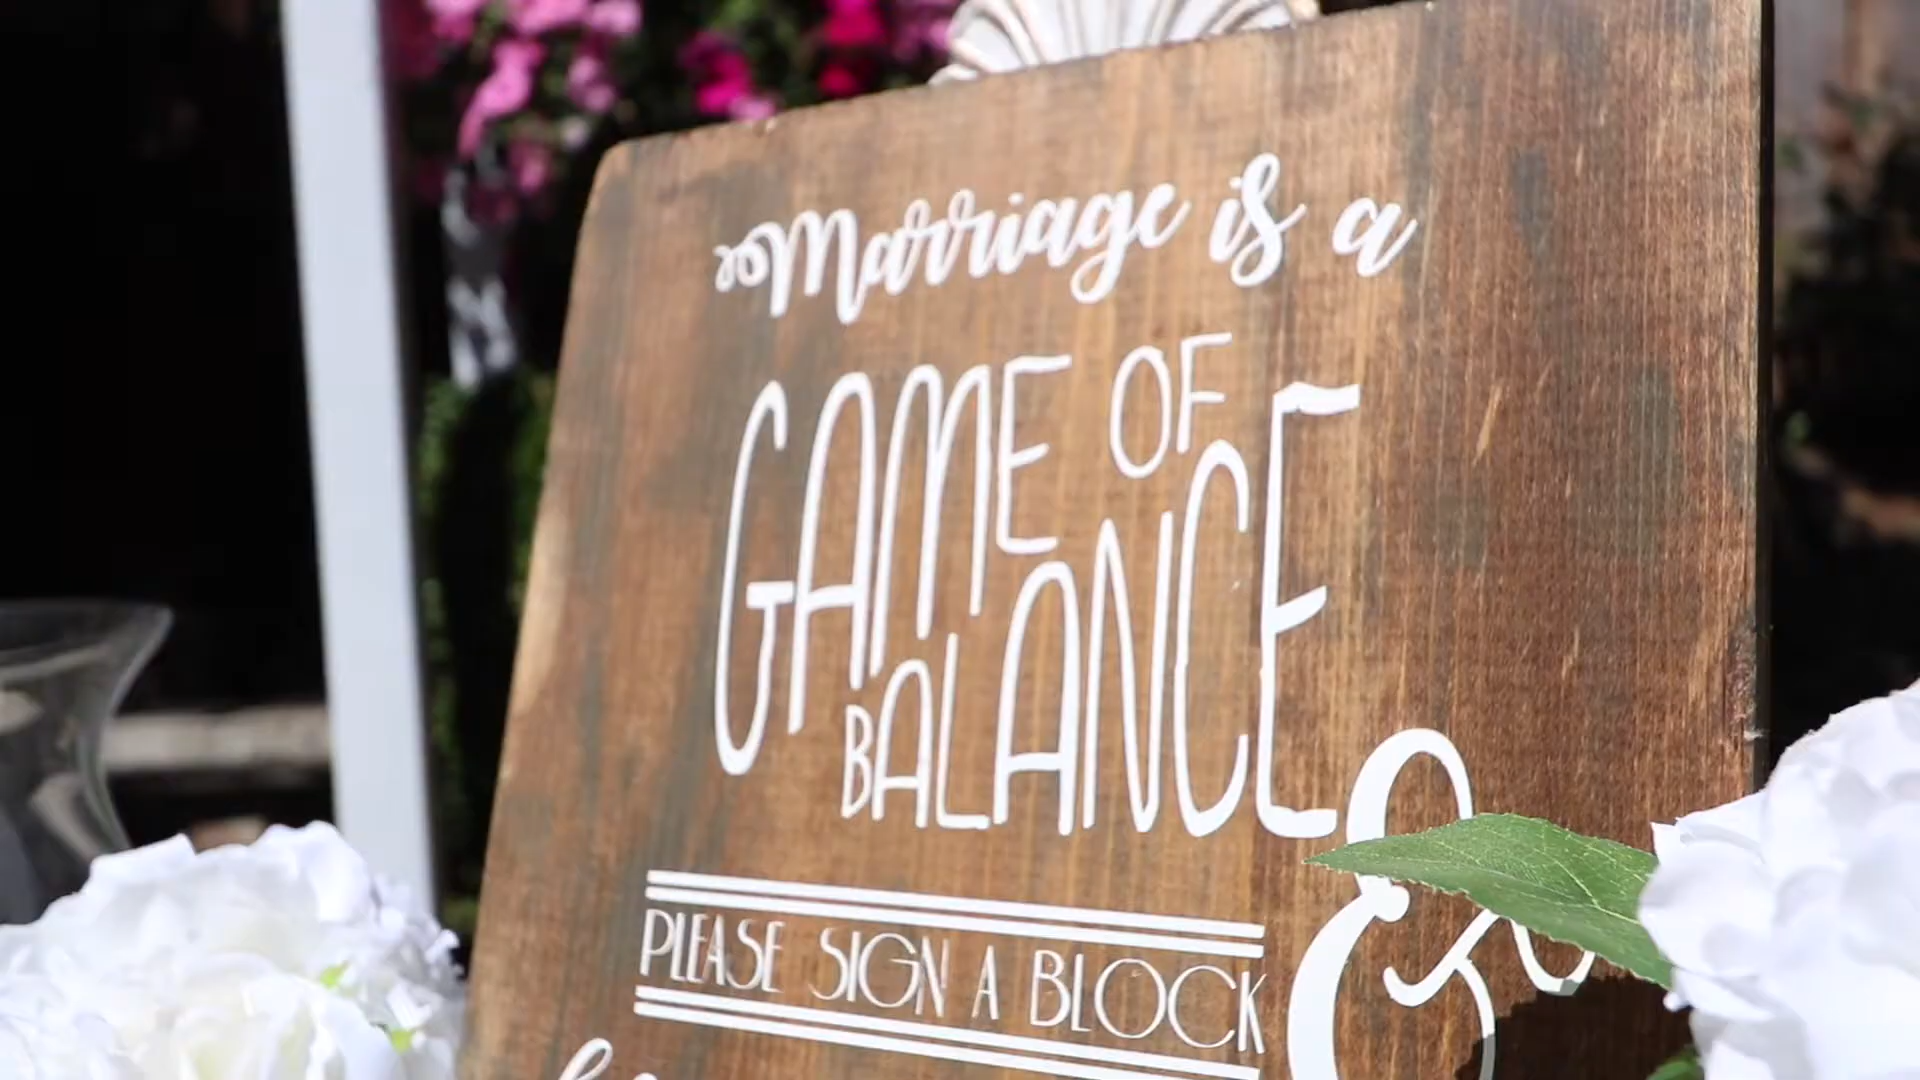 Marriage is a
GAME OF
BALANCE
&
PLEASE SIGN A BLOCK